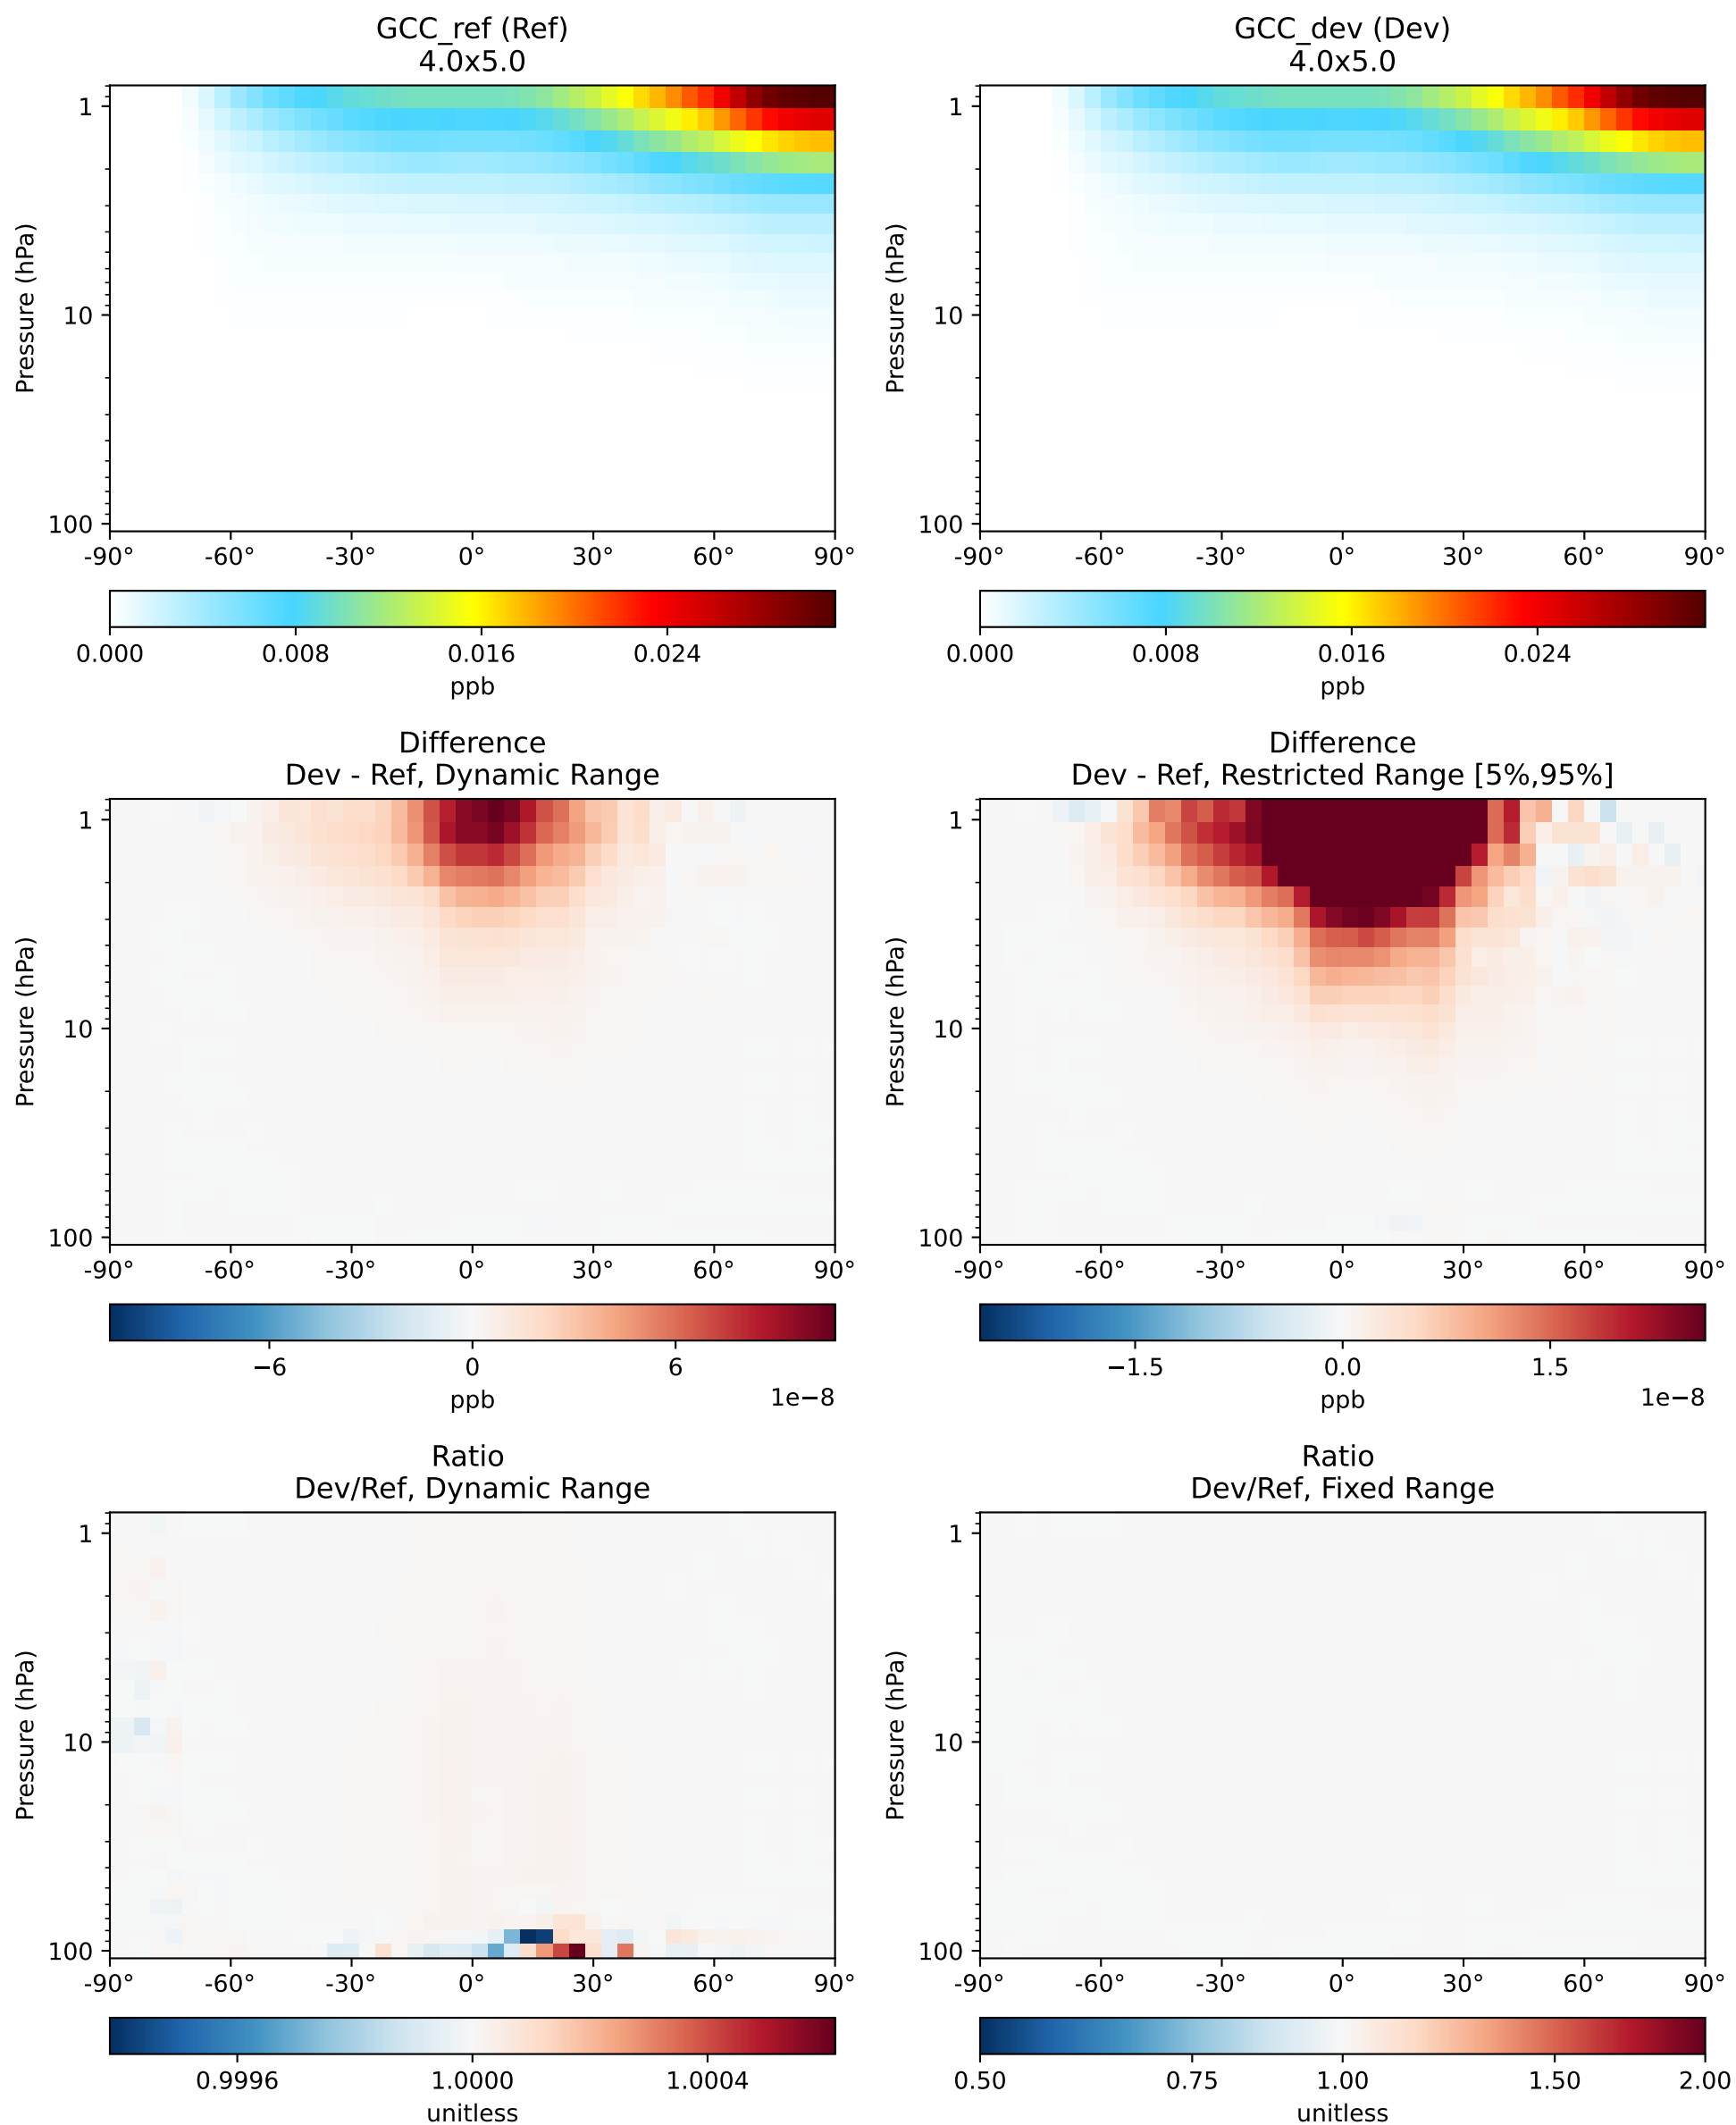 GCC_ref (Ref)
4.0x5.0
Pressure (hPa)
1
10
100
-90° -60° -30° 0° 30° 60° 90°
0.000 0.008 0.016 0.024
ppb
GCC_dev (Dev)
4.0x5.0
Pressure (hPa)
1
10
100
-90° -60° -30° 0° 30° 60° 90°
0.000 0.008 0.016 0.024
ppb
Difference
Dev - Ref, Dynamic Range
Pressure (hPa)
1
10
100
-90° -60° -30° 0° 30° 60° 90°
−6 0 6
ppb
1e−8
Difference
Dev - Ref, Restricted Range [5%,95%]
Pressure (hPa)
1
10
100
-90° -60° -30° 0° 30° 60° 90°
−1.5 0.0 1.5
ppb
1e−8
Ratio
Dev/Ref, Dynamic Range
Pressure (hPa)
1
10
100
-90° -60° -30° 0° 30° 60° 90°
0.9996 1.0000 1.0004
unitless
Ratio
Dev/Ref, Fixed Range
Pressure (hPa)
1
10
100
-90° -60° -30° 0° 30° 60° 90°
0.50 0.75 1.00 1.50 2.00
unitless